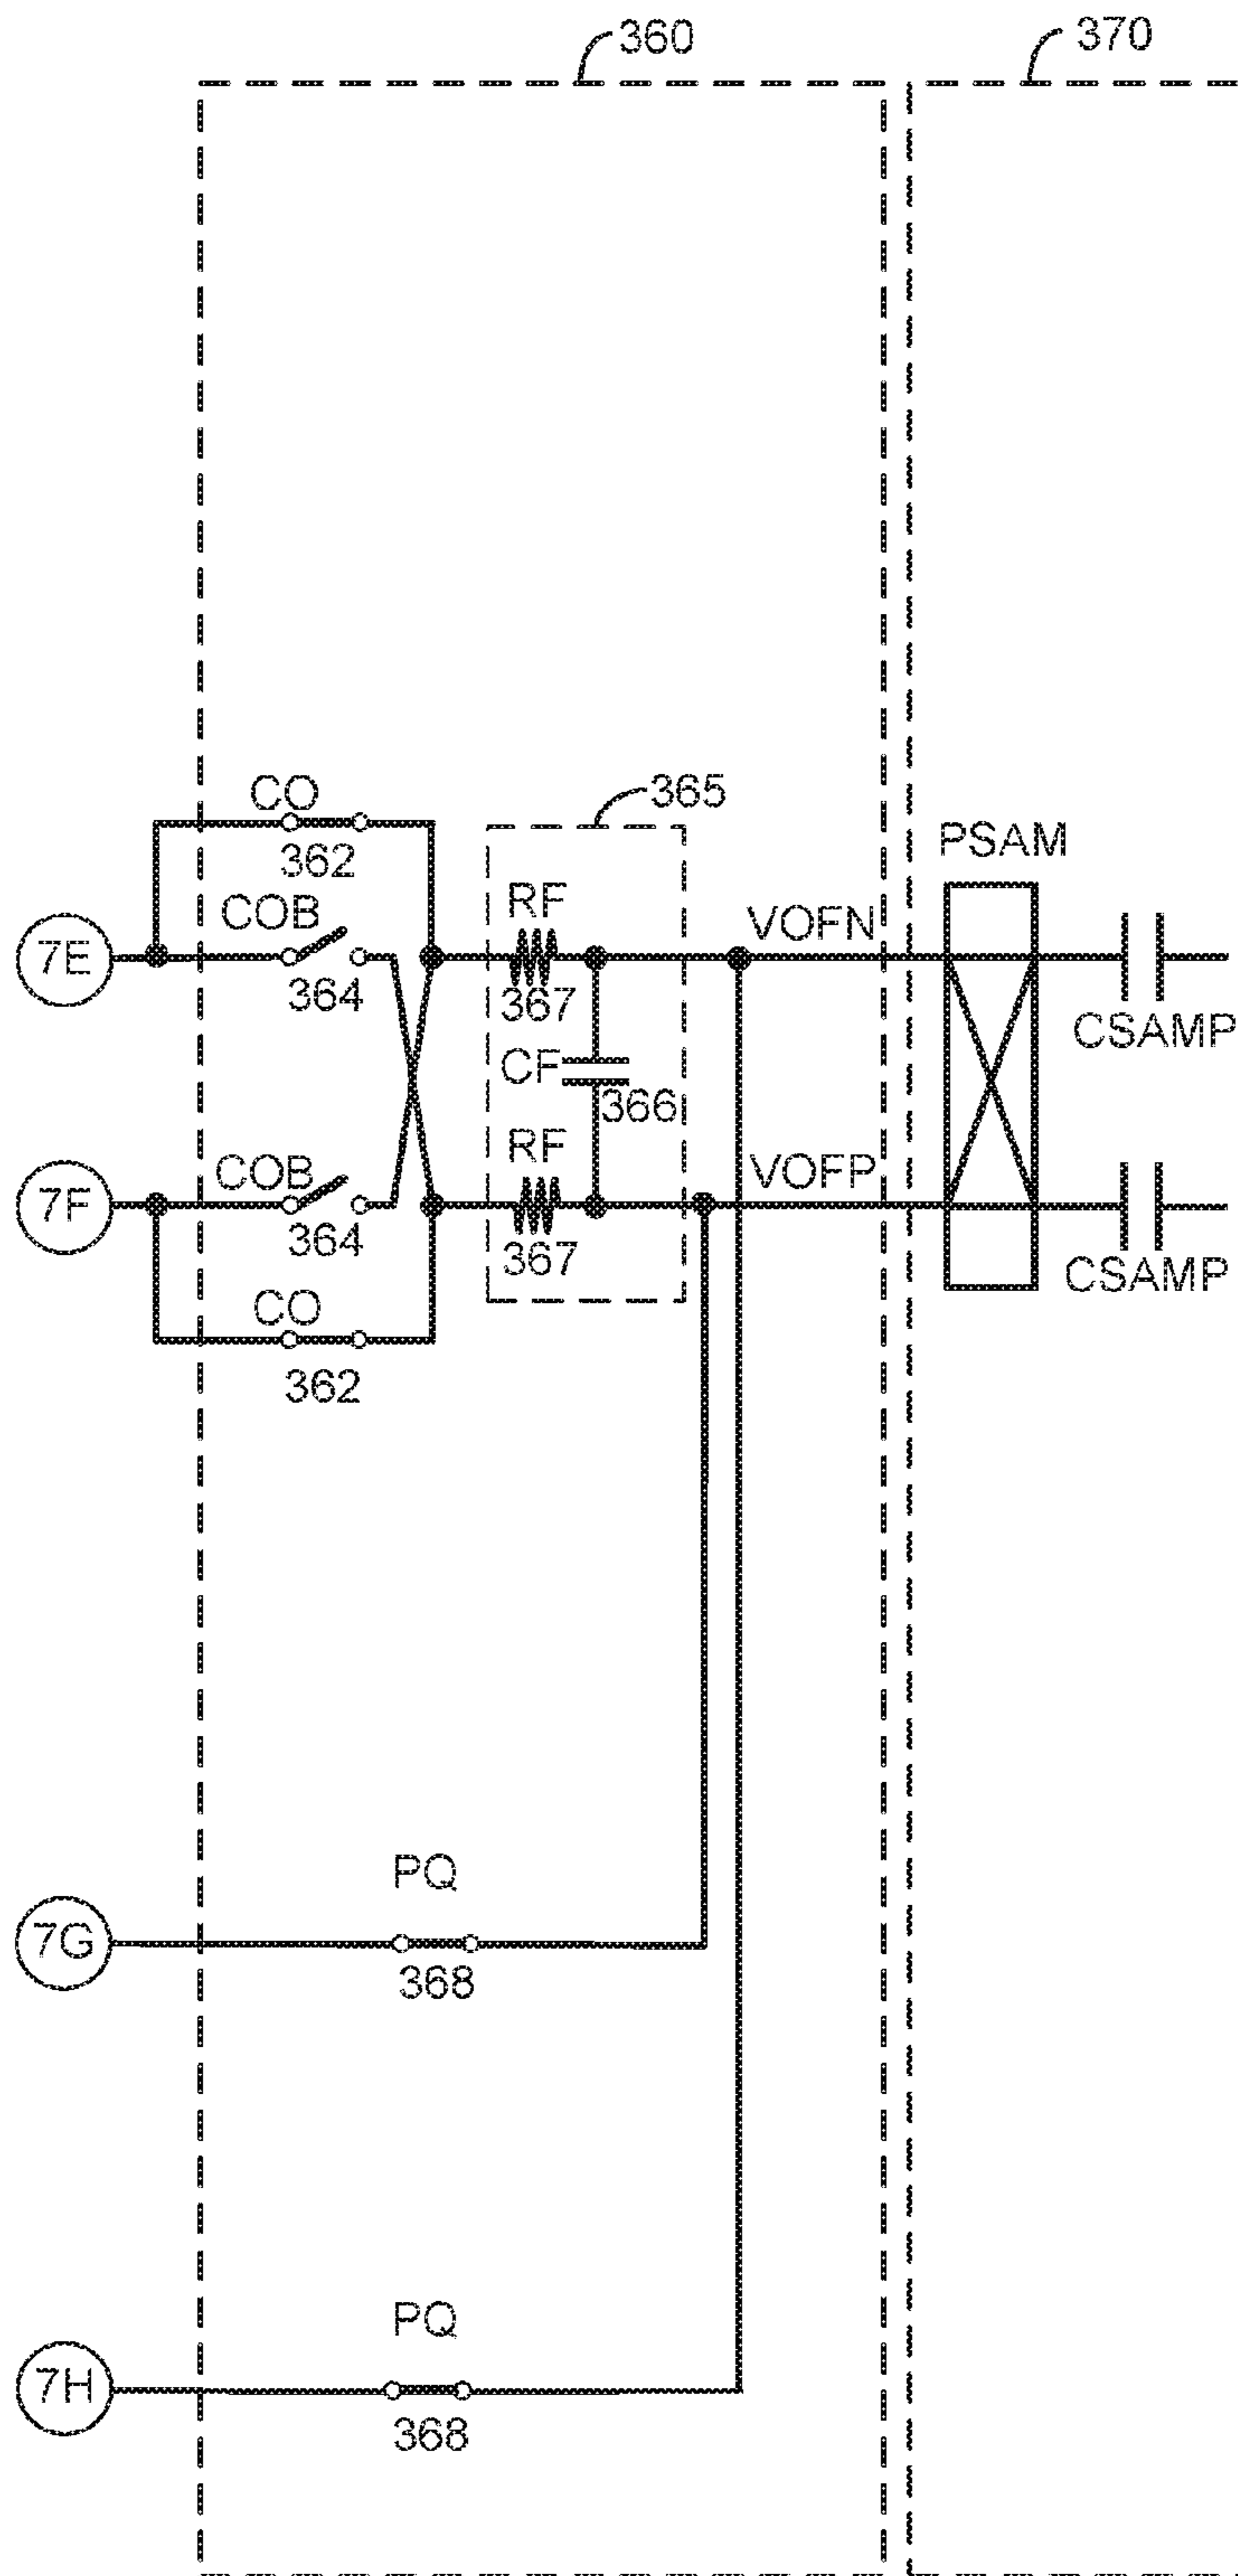 360
370
CO
362
COB
7E
364
365
RF
367
CF
366
RF
367
VOFN
VOFP
PSAM
CSAMP
CSAMP
7F
COB
364
CO
362
PQ
7G
368
PQ
7H
368